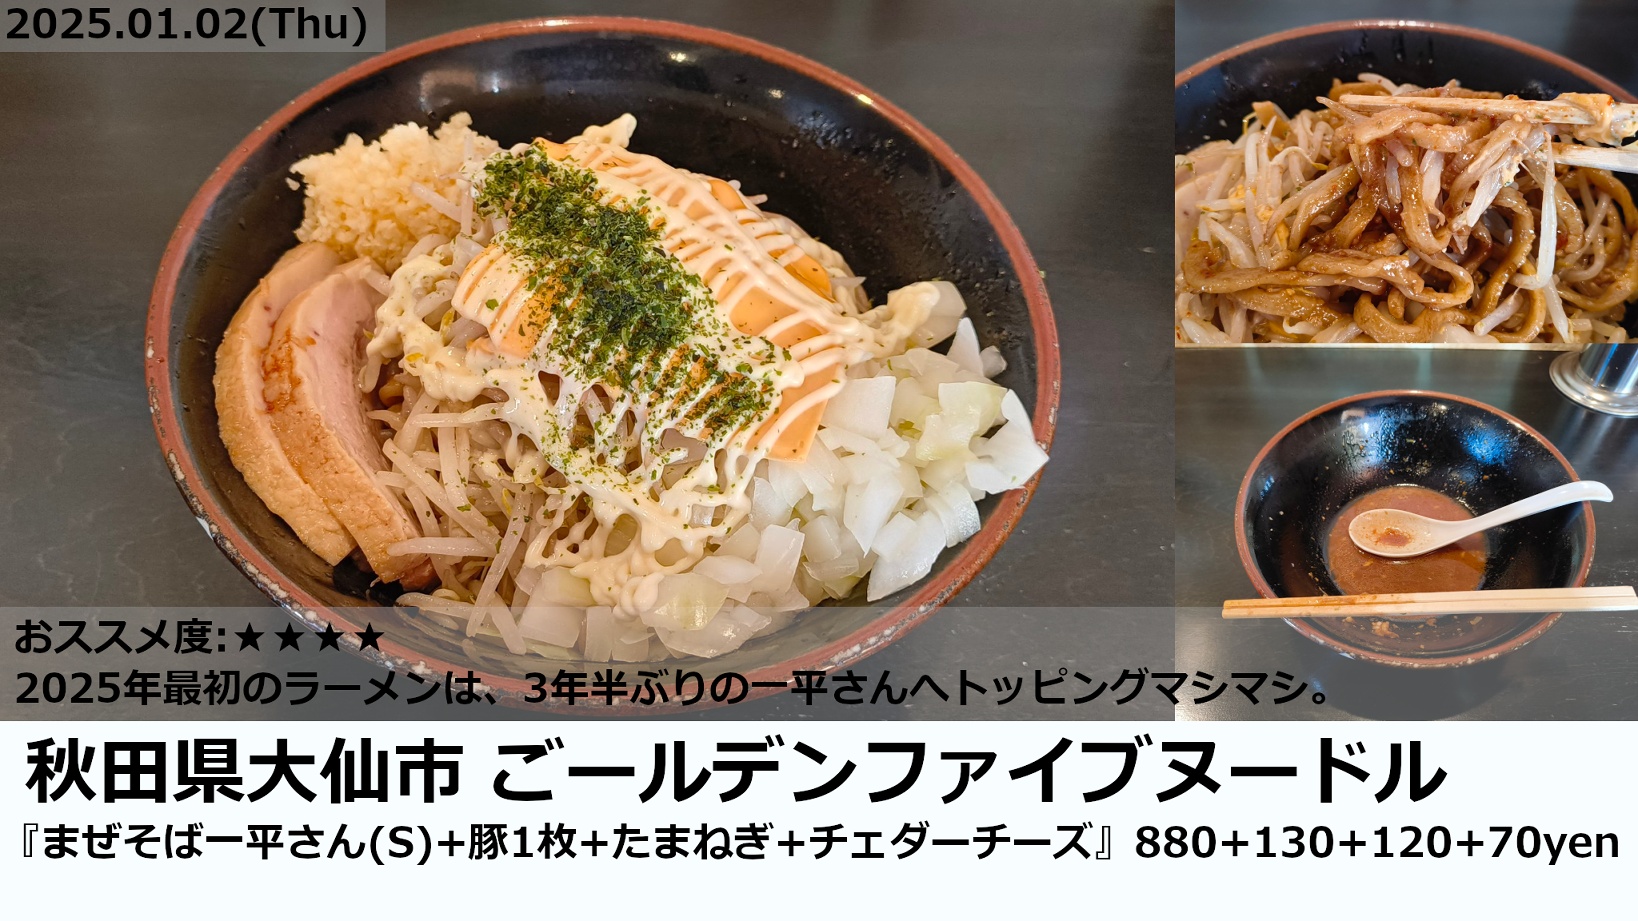 2025.01.02(Thu)
おススメ度:★★★★
2025年最初のラーメンは、3年半ぶりの一平さんへトッピングマシマシ。
秋田県大仙市 ごールデンファイブヌードル
『まぜそば一平さん(S)+豚1枚+たまねぎ+チェダーチーズ』880+130+120+70yen